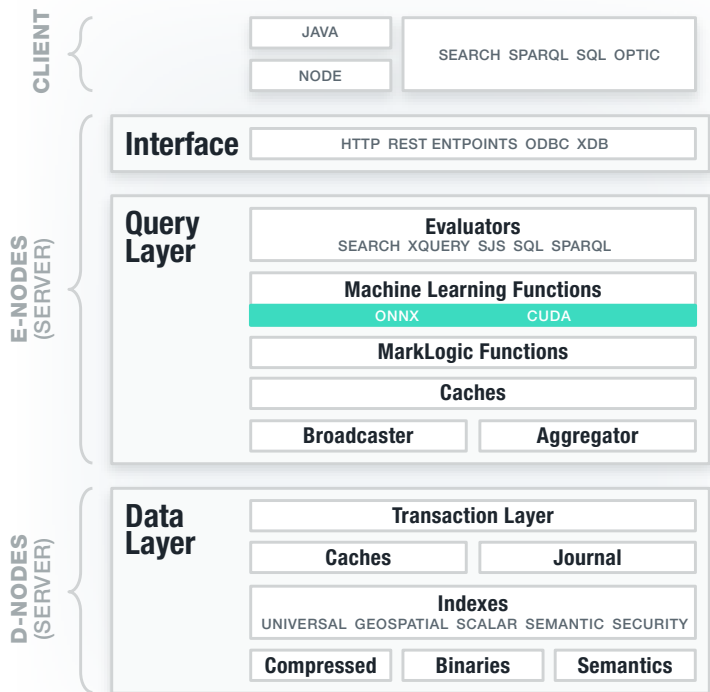 CLIENT
JAVA
NODE
SEARCH SPARQL SQL OPTIC
E-NODES
(SERVER)
Interface
HTTP REST ENTPOINTS ODBC XDB
Query
Layer
Evaluators
SEARCH XQUERY SJS SQL SPARQL
Machine Learning Functions
ONNX CUDA
MarkLogic Functions
Caches
Broadcaster
Aggregator
D-NODES
(SERVER)
Data
Layer
Transaction Layer
Caches
Journal
Indexes
UNIVERSAL GEOSPATIAL SCALAR SEMANTIC SECURITY
Compressed
Binaries
Semantics